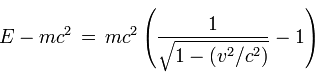 E - mc² = mc² ( 1 / √(1 - (v²/c²)) - 1 )